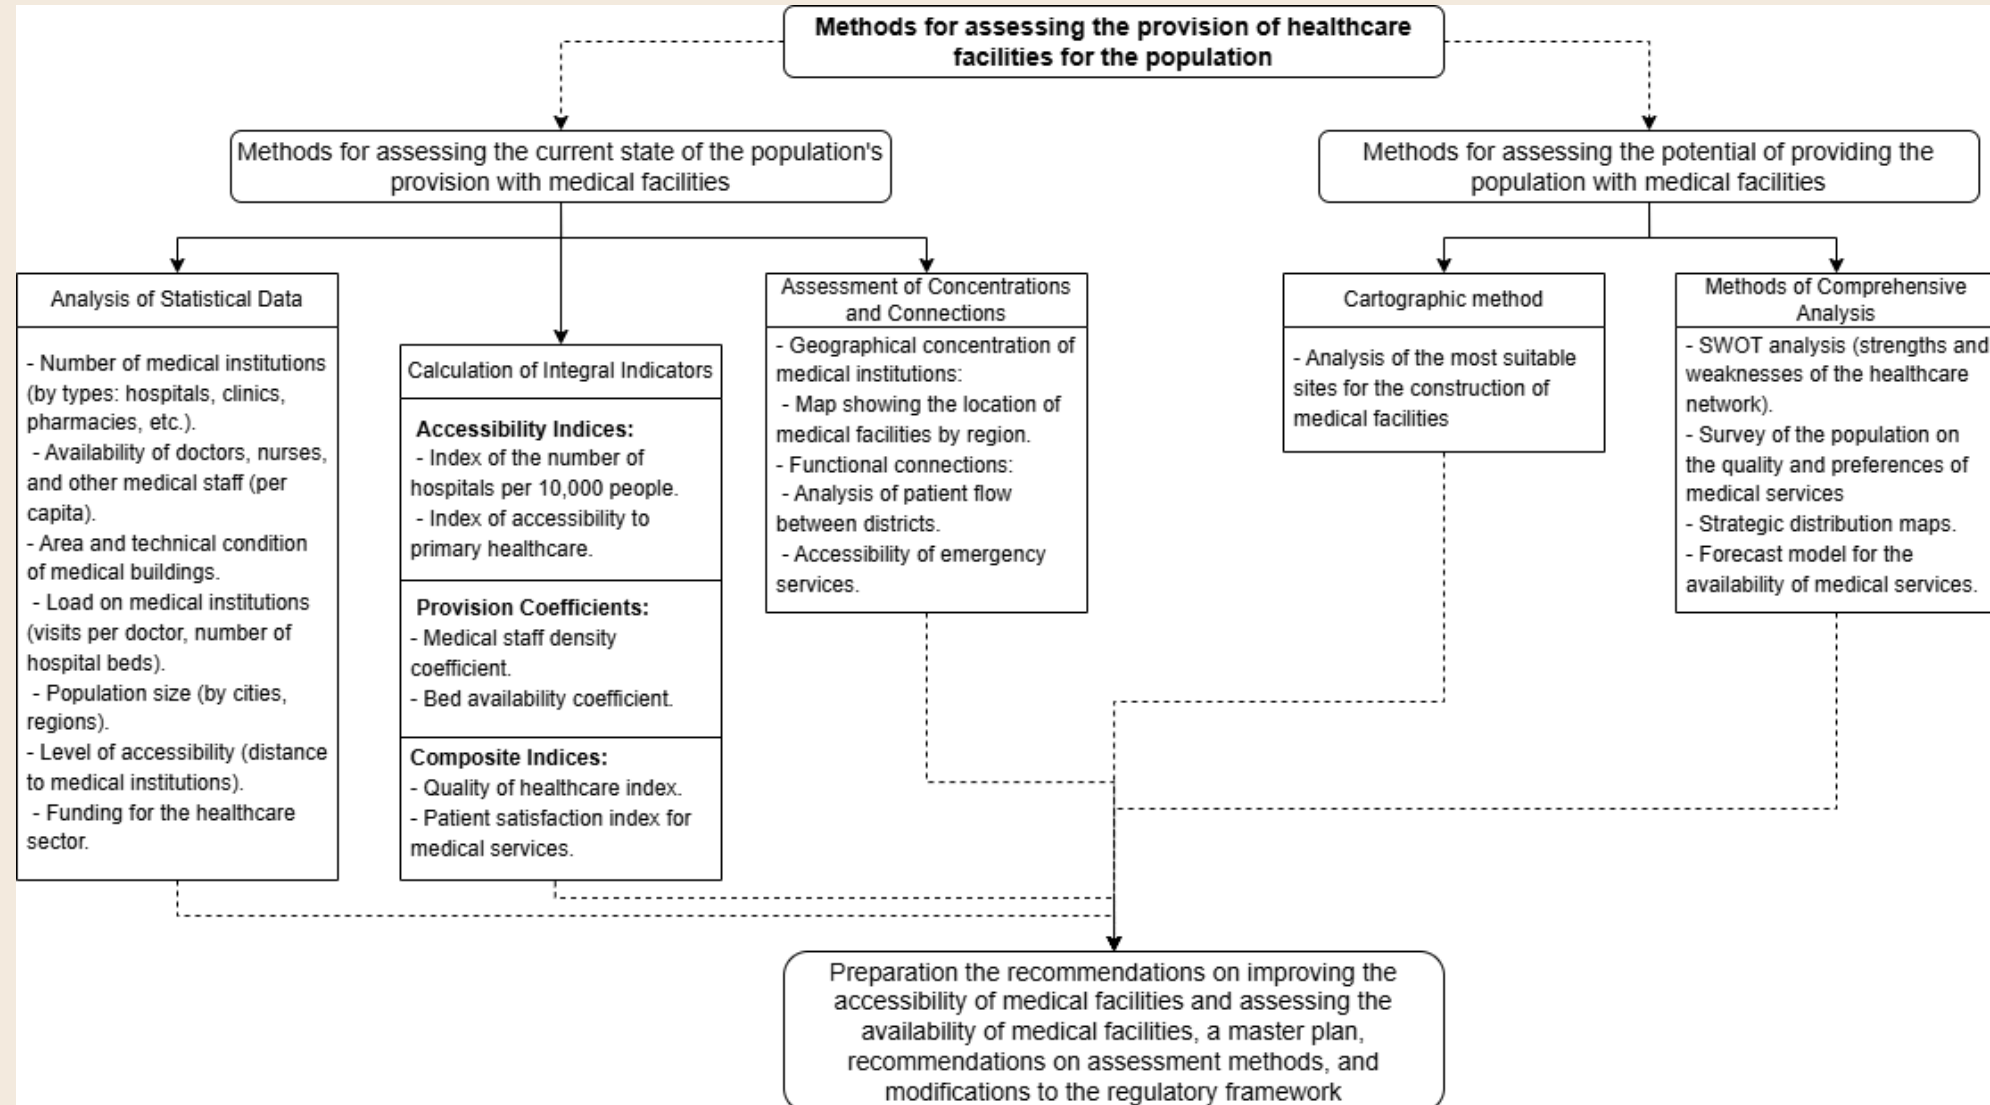 Methods for assessing the provision of healthcare
facilities for the population
Methods for assessing the current state of the population's
provision with medical facilities
Methods for assessing the potential of providing the
population with medical facilities
Analysis of Statistical Data
- Number of medical institutions
(by types: hospitals, clinics,
pharmacies, etc.).
- Availability of doctors, nurses,
and other medical staff (per
capita).
- Area and technical condition
of medical buildings.
- Load on medical institutions
(visits per doctor, number of
hospital beds).
- Population size (by cities,
regions).
- Level of accessibility (distance
to medical institutions).
- Funding for the healthcare
sector.
Calculation of Integral Indicators
Accessibility Indices:
- Index of the number of
hospitals per 10,000 people.
- Index of accessibility to
primary healthcare.
Provision Coefficients:
- Medical staff density
coefficient.
- Bed availability coefficient.
Composite Indices:
- Quality of healthcare index.
- Patient satisfaction index for
medical services.
Assessment of Concentrations
and Connections
- Geographical concentration of
medical institutions:
- Map showing the location of
medical facilities by region.
- Functional connections:
- Analysis of patient flow
between districts.
- Accessibility of emergency
services.
Cartographic method
- Analysis of the most suitable
sites for the construction of
medical facilities
Methods of Comprehensive
Analysis
- SWOT analysis (strengths and
weaknesses of the healthcare
network).
- Survey of the population on
the quality and preferences of
medical services
- Strategic distribution maps.
- Forecast model for the
availability of medical services.
Preparation the recommendations on improving the
accessibility of medical facilities and assessing the
availability of medical facilities, a master plan,
recommendations on assessment methods, and
modifications to the regulatory framework